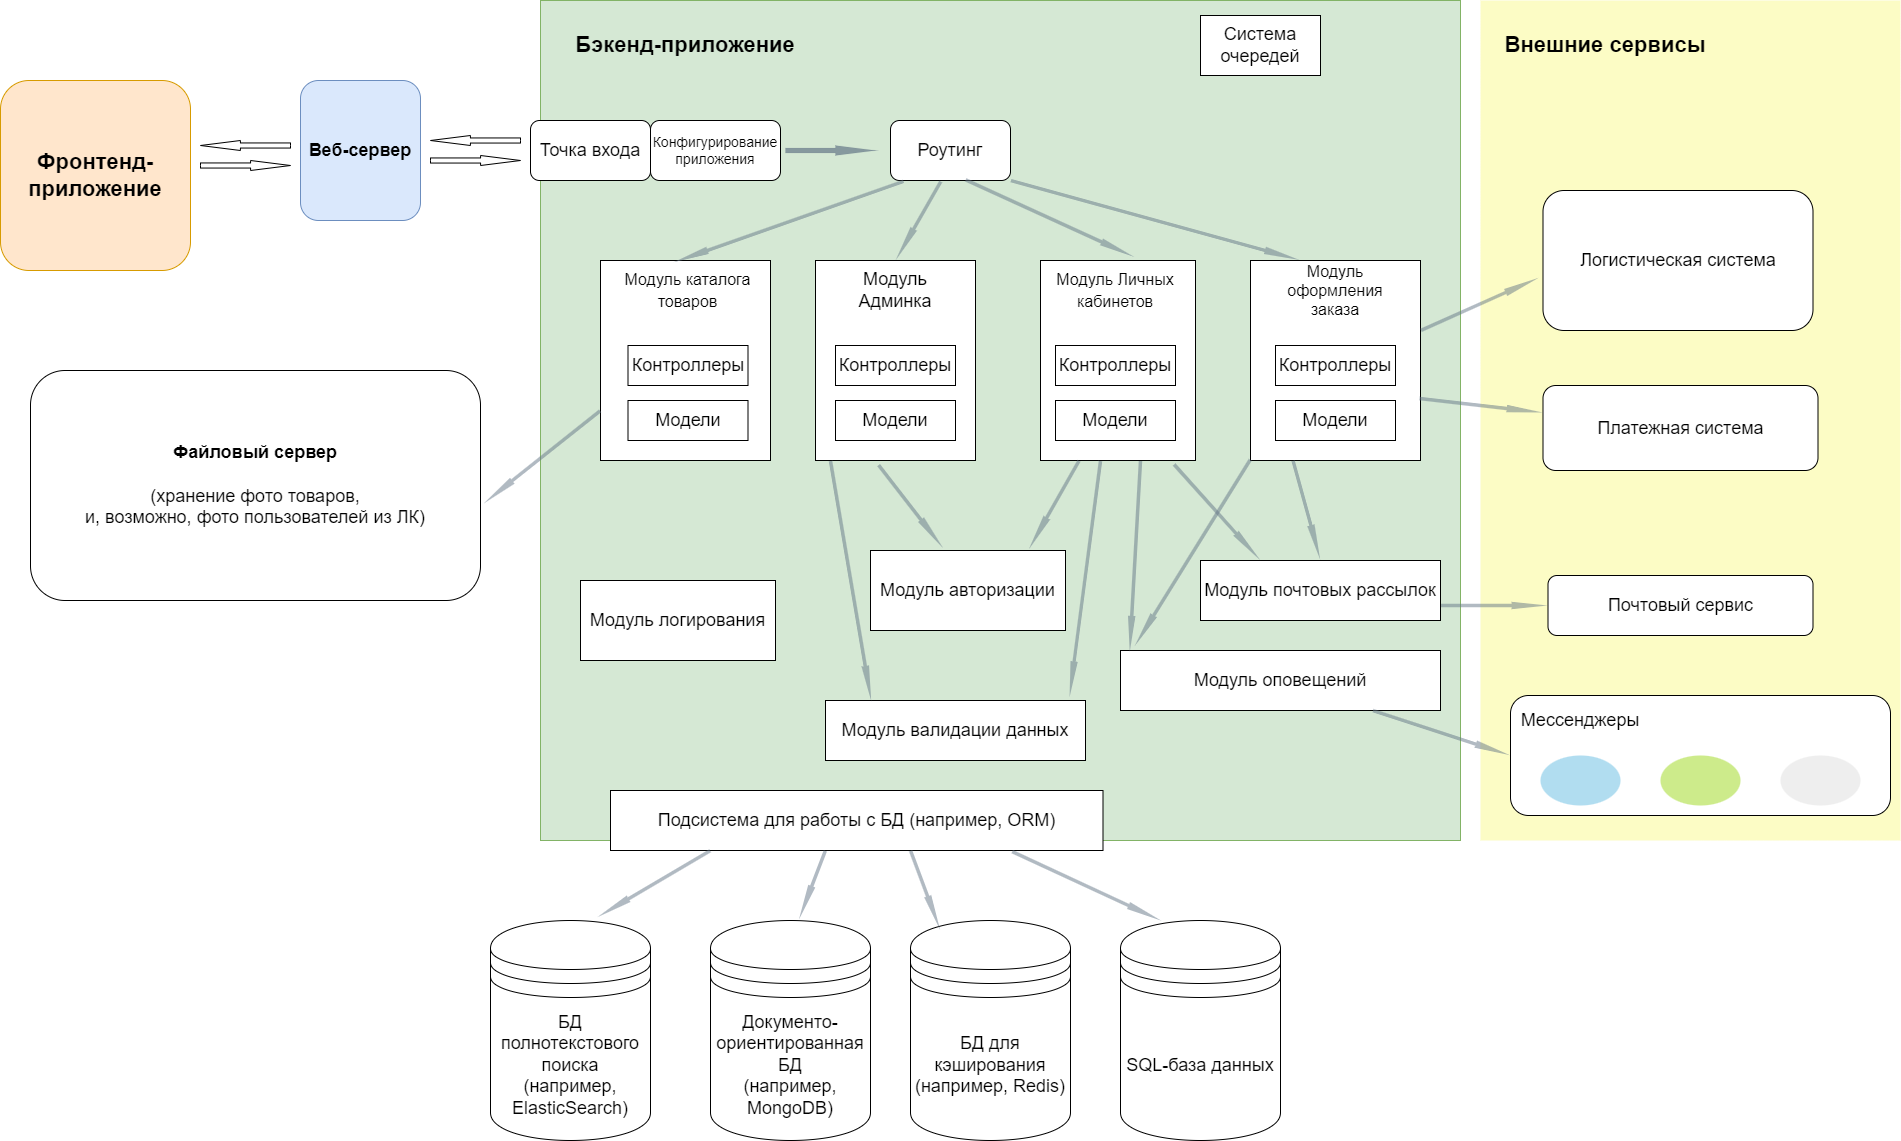 Бэкенд-приложение
Система
очередей
Внешние сервисы
Фронтенд-
приложение
Веб-сервер
Точка входа
Конфигурирование
приложения
Роутинг
Модуль каталога
товаров
Контроллеры
Модели
Модуль
Админка
Контроллеры
Модели
Модуль Личных
кабинетов
Контроллеры
Модели
Модуль
оформления
заказа
Контроллеры
Модели
Логистическая система
Платежная система
Файловый сервер
(хранение фото товаров,
и, возможно, фото пользователей из ЛК)
Модуль логирования
Модуль авторизации
Модуль почтовых рассылок
Почтовый сервис
Модуль оповещений
Модуль валидации данных
Мессенджеры
Подсистема для работы с БД (например, ORM)
БД
полнотекстового
поиска
(например,
ElasticSearch)
Документо-
ориентированная
БД
(например,
MongoDB)
БД для
кэширования
(например, Redis)
SQL-база данных